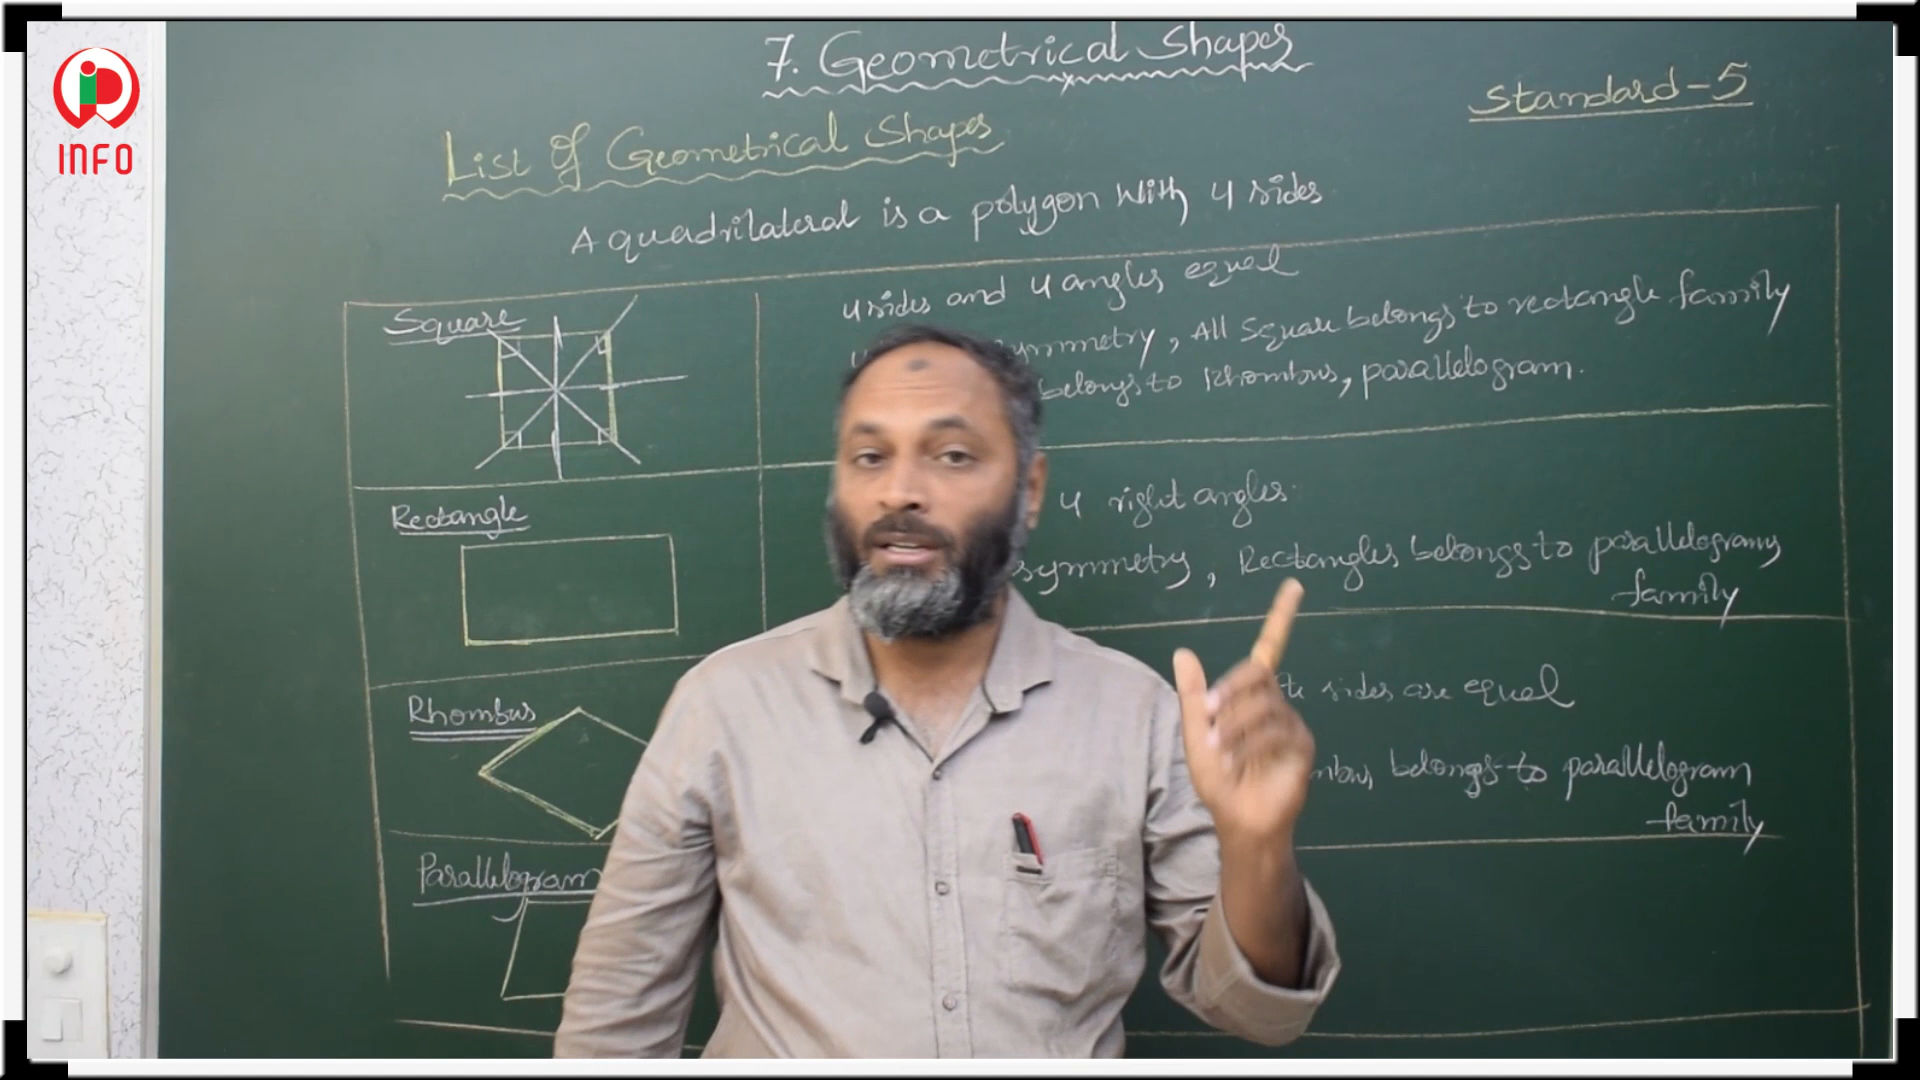 INFO
7. Geometrical Shapes
Standard-5
List Of Geometrical Shapes
A quadrilateral is a polygon with 4 sides
Square
4 sides and 4 angles equal
symmetry, All Square belongs to rectangle family
belongs to Rhombus, parallelogram.
Rectangle
4 right angles.
symmetry, Rectangles belongs to parallelogram
family
Rhombus
sides are equal
belongs to parallelogram
family
Parallelogram